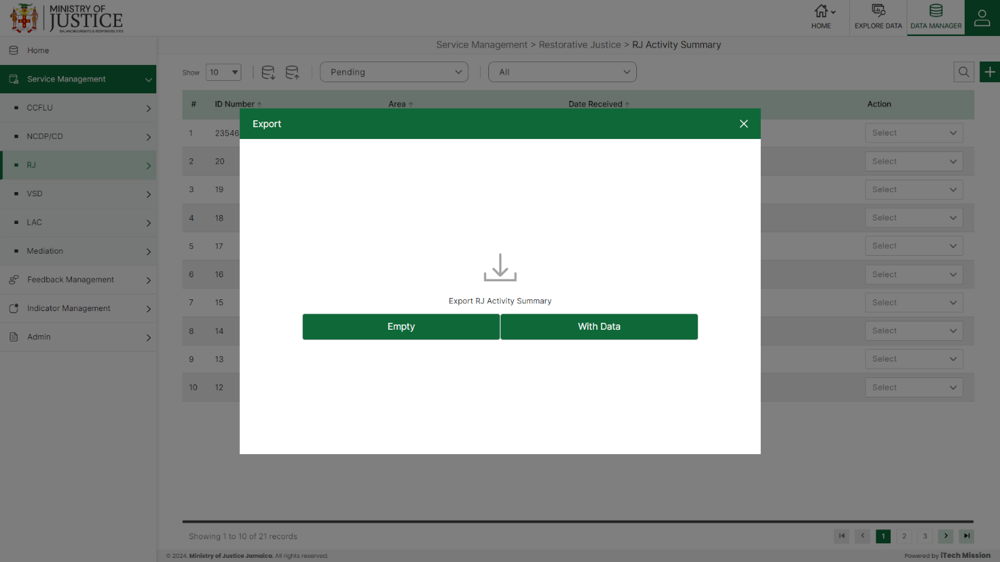 MINISTRY OF
JUSTICE
BALANCING RIGHTS & RESPONSIBILITIES
HOME
EXPLORE DATA
DATA MANAGER
Home
Service Management
CCFLU
NCDP/CD
RJ
VSD
LAC
Mediation
Feedback Management
Indicator Management
Admin
Service Management > Restorative Justice > RJ Activity Summary
Show 10 Pending All
# ID Number Area Date Received Action
1 23546 Select
2 20 Select
3 19 Select
4 18 Select
5 17 Select
6 16 Select
7 15 Select
8 14 Select
9 13 Select
10 12 Select
Export
Export RJ Activity Summary
Empty With Data
Showing 1 to 10 of 21 records
1 2 3
© 2024. Ministry of Justice Jamaica. All rights reserved.
Powered by iTech Mission